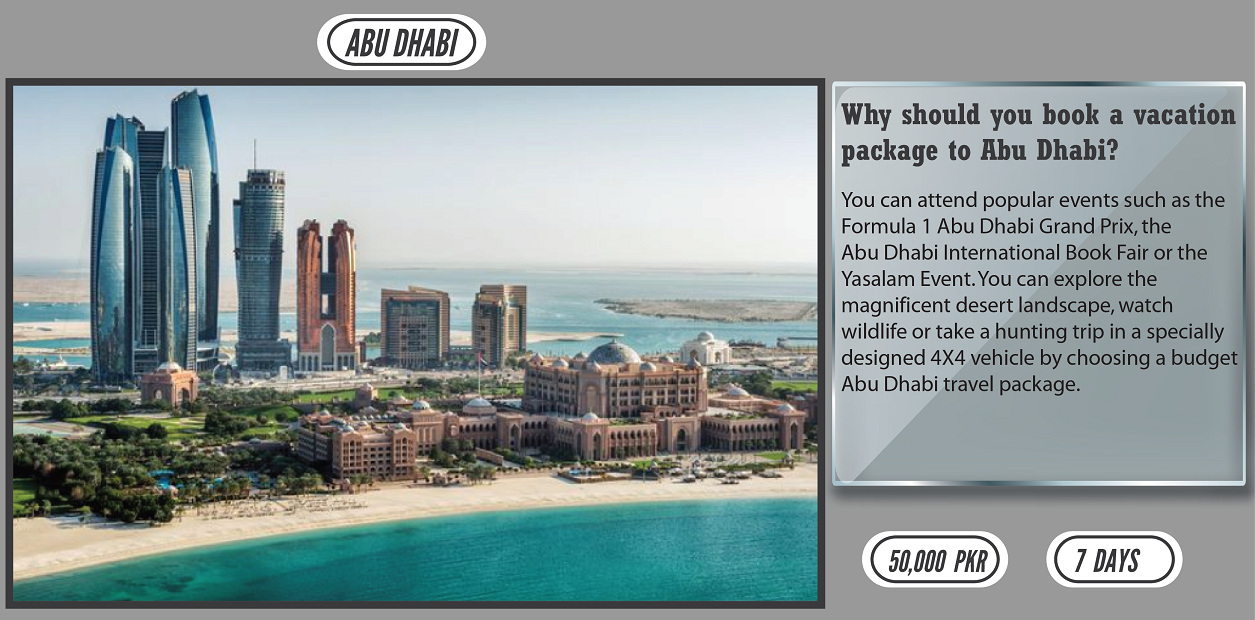 ABU DHABI
Why should you book a vacation
package to Abu Dhabi?
You can attend popular events such as the
Formula 1 Abu Dhabi Grand Prix, the
Abu Dhabi International Book Fair or the
Yasalam Event. You can explore the
magnificent desert landscape, watch
wildlife or take a hunting trip in a specially
designed 4X4 vehicle by choosing a budget
Abu Dhabi travel package.
50,000 PKR
7 DAYS